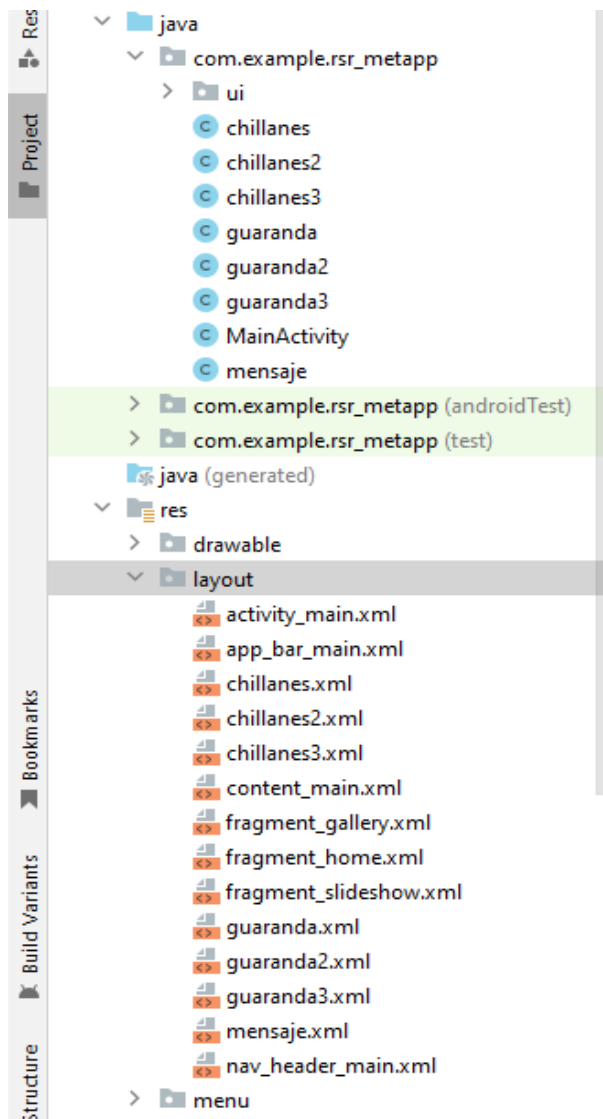 Res
Project
Bookmarks
Build Variants
Structure
java
com.example.rsr_metapp
ui
C chillanes
C chillanes2
C chillanes3
C guaranda
C guaranda2
C guaranda3
C MainActivity
C mensaje
com.example.rsr_metapp (androidTest)
com.example.rsr_metapp (test)
java (generated)
res
drawable
layout
activity_main.xml
app_bar_main.xml
chillanes.xml
chillanes2.xml
chillanes3.xml
content_main.xml
fragment_gallery.xml
fragment_home.xml
fragment_slideshow.xml
guaranda.xml
guaranda2.xml
guaranda3.xml
mensaje.xml
nav_header_main.xml
menu